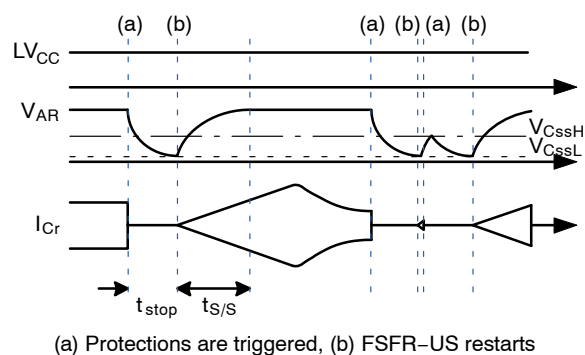 (a) (b) (a) (b) (a) (b)
LVCC
VAR
VCssH
VCssL
ICr
tstop tS/S
(a) Protections are triggered, (b) FSFR−US restarts